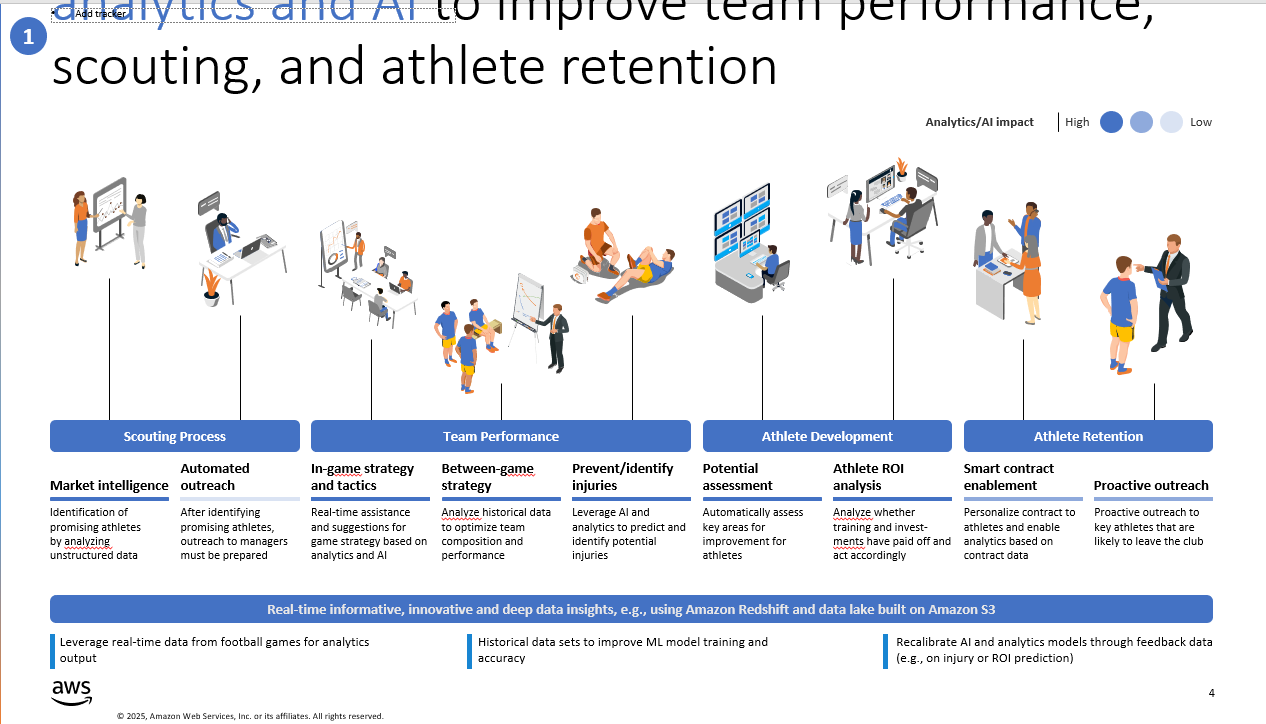 analytics and AI to improve team performance,
Add tracker
1
scouting, and athlete retention
Analytics/AI impact
High
Low
Scouting Process
Team Performance
Athlete Development
Athlete Retention
Market intelligence
Identification of
promising athletes
by analyzing
unstructured data
Automated
outreach
After identifying
promising athletes,
outreach to managers
must be prepared
In-game strategy
and tactics
Real-time assistance
and suggestions for
game strategy based on
analytics and AI
Between-game
strategy
Analyze historical data
to optimize team
composition and
performance
Prevent/identify
injuries
Leverage AI and
analytics to predict and
identify potential
injuries
Potential
assessment
Automatically assess
key areas for
improvement for
athletes
Athlete ROI
analysis
Analyze whether
training and invest-
ments have paid off and
act accordingly
Smart contract
enablement
Personalize contract to
athletes and enable
analytics based on
contract data
Proactive outreach
Proactive outreach to
key athletes that are
likely to leave the club
Real-time informative, innovative and deep data insights, e.g., using Amazon Redshift and data lake built on Amazon S3
Leverage real-time data from football games for analytics
output
Historical data sets to improve ML model training and
accuracy
Recalibrate AI and analytics models through feedback data
(e.g., on injury or ROI prediction)
aws
© 2025, Amazon Web Services, Inc. or its affiliates. All rights reserved.
4